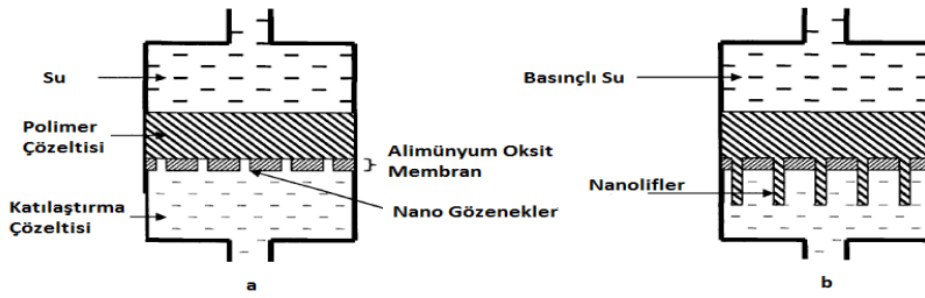 Su
Polimer
Çözeltisi
Katılaştırma
Çözeltisi
Alimünyum Oksit
Membran
Nano Gözenekler
a
Basınçlı Su
Nanolifler
b